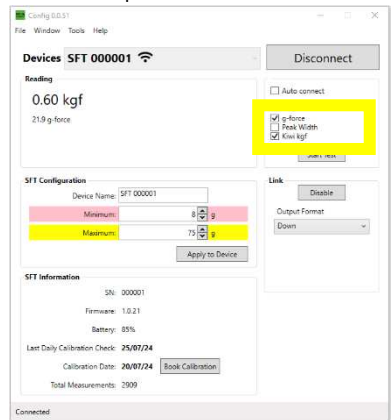 Config 0.0.51
File Window Tools Help
Devices SFT 000001
Disconnect
Reading
0.60 kgf
21.9 g-force
Auto connect
g-force
Peak Width
Kiwi kgf
Start Test
SFT Configuration
Device Name: SFT 000001
Minimum: 8 g
Maximum: 75 g
Apply to Device
Link
Disable
Output Format
Down
SFT Information
SN: 000001
Firmware: 1.0.21
Battery: 85%
Last Daily Calibration Check: 25/07/24
Calibration Date: 20/07/24 Book Calibration
Total Measurements: 2909
Connected